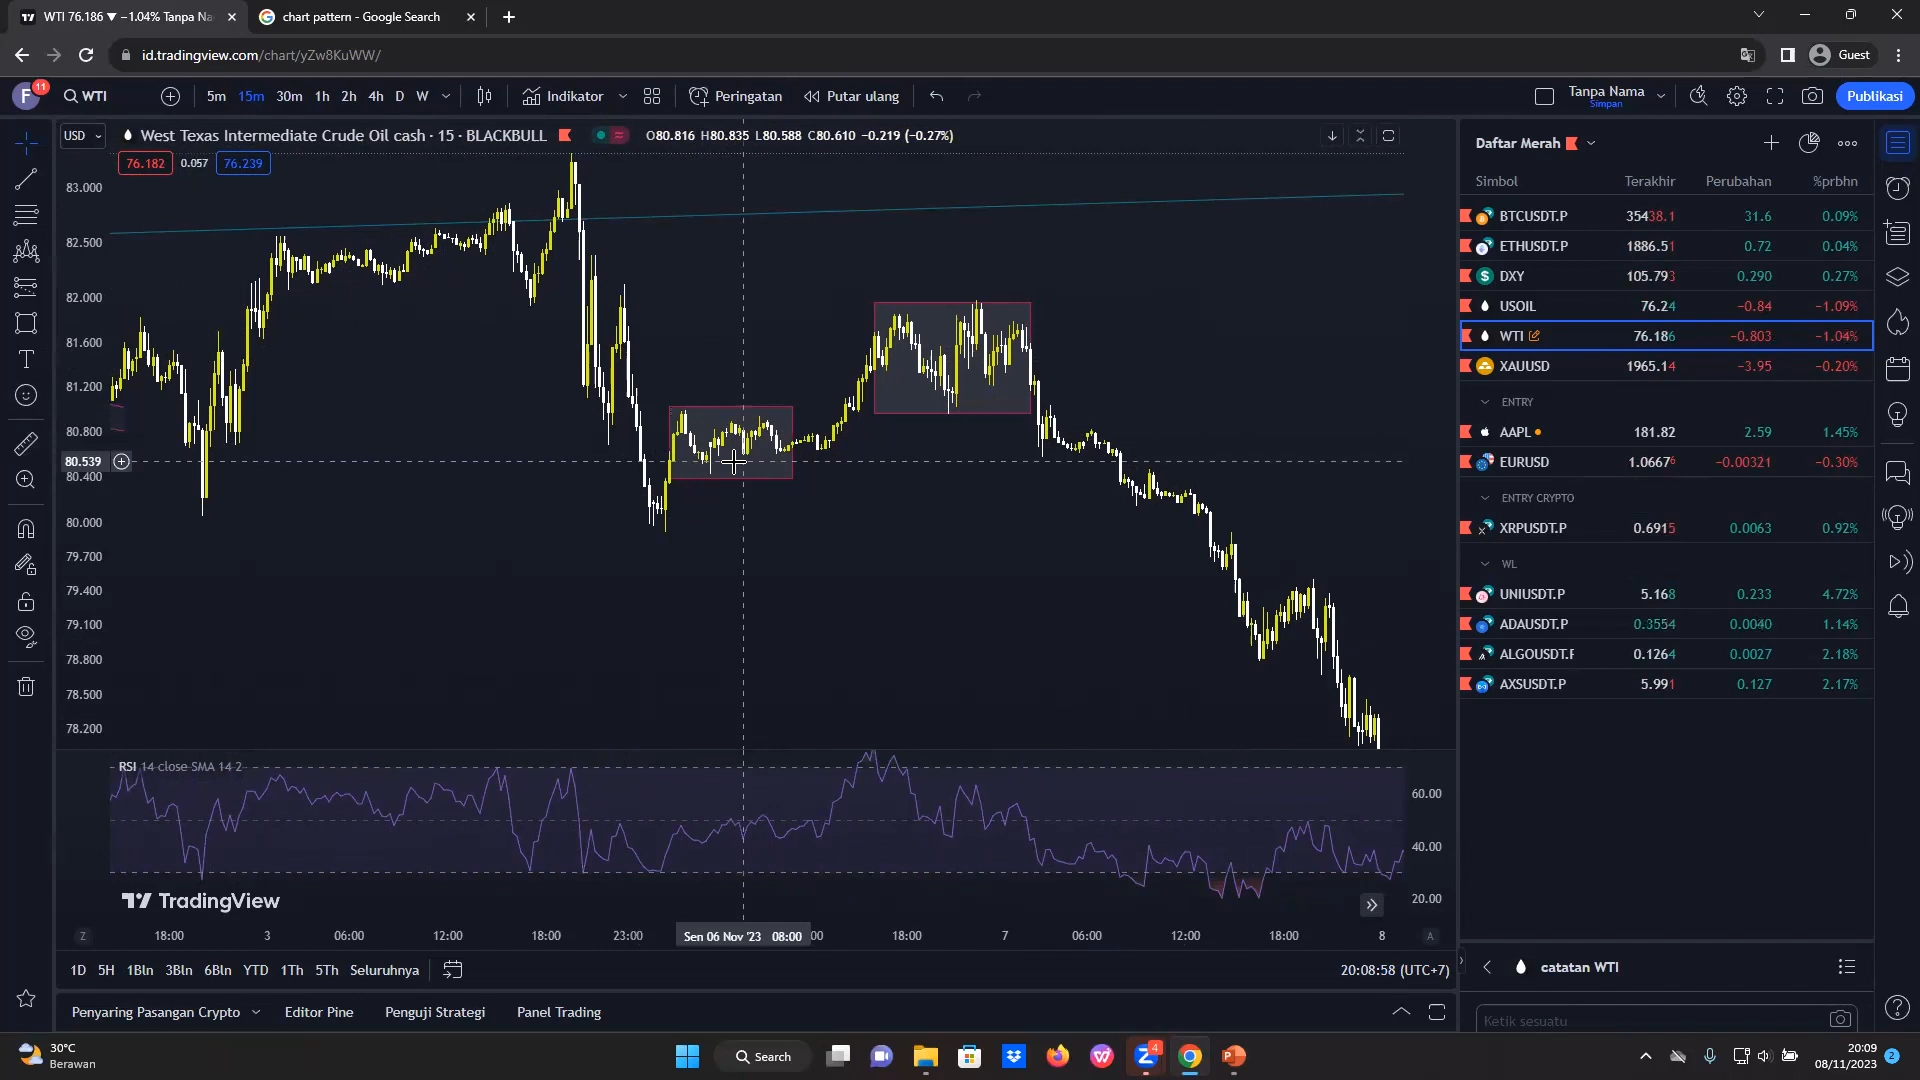 WTI 76.186 ▼ −1.04% Tanpa Na
chart pattern - Google Search
id.tradingview.com/chart/yZw8KuWW/
Guest
F 11 WTI 5m 15m 30m 1h 2h 4h D W Indikator Peringatan Putar ulang Tanpa Nama Simpan Publikasi
USD West Texas Intermediate Crude Oil cash · 15 · BLACKBULL O80.816 H80.835 L80.588 C80.610 −0.219 (−0.27%)
76.182 0.057 76.239
83.000
82.500
82.000
81.600
81.200
80.800
80.539
80.400
80.000
79.700
79.400
79.100
78.800
78.500
78.200
RSI 14 close SMA 14 2
60.00
40.00
20.00
TradingView
Z 18:00 3 06:00 12:00 18:00 23:00 Sen 06 Nov '23 08:00 :00 18:00 7 06:00 12:00 18:00 8 A
1D 5H 1Bln 3Bln 6Bln YTD 1Th 5Th Seluruhnya 20:08:58 (UTC+7)
Penyaring Pasangan Crypto Editor Pine Penguji Strategi Panel Trading
Daftar Merah
Simbol Terakhir Perubahan %prbhn
BTCUSDT.P 35438.1 31.6 0.09%
ETHUSDT.P 1886.51 0.72 0.04%
DXY 105.793 0.290 0.27%
USOIL 76.24 −0.84 −1.09%
WTI 76.186 −0.803 −1.04%
XAUUSD 1965.14 −3.95 −0.20%
ENTRY
AAPL 181.82 2.59 1.45%
EURUSD 1.06676 −0.00321 −0.30%
ENTRY CRYPTO
XRPUSDT.P 0.6915 0.0063 0.92%
WL
UNIUSDT.P 5.168 0.233 4.72%
ADAUSDT.P 0.3554 0.0040 1.14%
ALGOUSDT.F 0.1264 0.0027 2.18%
AXSUSDT.P 5.991 0.127 2.17%
catatan WTI
Ketik sesuatu
30°C
Berawan
Search
4
20:09
08/11/2023
2